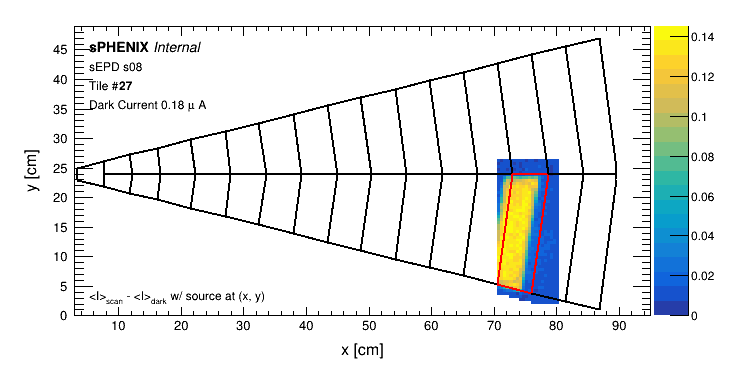 sPHENIX Internal
sEPD s08
Tile #27
Dark Current 0.18 μ A
<I>scan - <I>dark w/ source at (x, y)
y [cm]
45
40
35
30
25
20
15
10
5
0
10 20 30 40 50 60 70 80 90
x [cm]
0.14
0.12
0.1
0.08
0.06
0.04
0.02
0